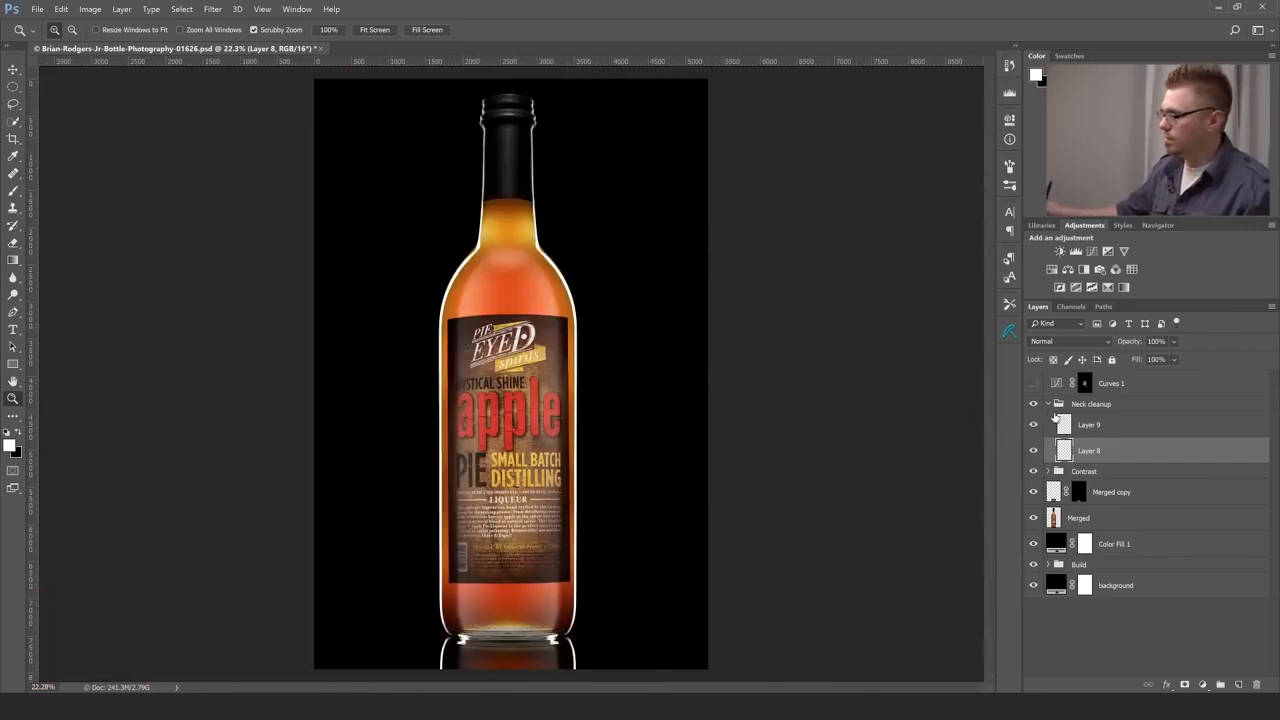 Ps File Edit Image Layer Type Select Filter 3D View Window Help
Resize Windows to Fit Zoom All Windows Scrubby Zoom 100% Fit Screen Fill Screen
© Brian-Rodgers-Jr-Bottle-Photography-01626.psd @ 22.3% (Layer 8, RGB/16*) *
Color Swatches
Libraries Adjustments Styles Navigator
Add an adjustment
Layers Channels Paths
Kind
Normal Opacity: 100%
Lock: Fill: 100%
Curves 1
Neck cleanup
Layer 9
Layer 8
Contrast
Merged copy
Merged
Color Fill 1
Build
background
PIE
EYED
spirits
MYSTICAL SHINE
apple
PIE SMALL BATCH
DISTILLING
LIQUEUR
22.28% Doc: 241.3M/2.79G